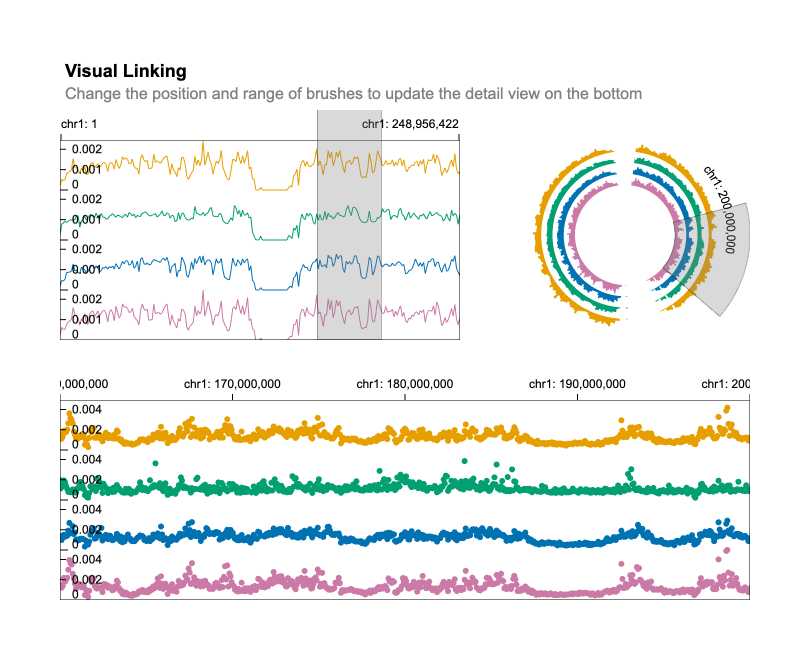 Visual Linking
Change the position and range of brushes to update the detail view on the bottom
chr1: 1
chr1: 248,956,422
0.002
0.001
0
0.002
0.001
0
0.002
0.001
0
0.002
0.001
0
chr1: 200,000,000
0,000,000
chr1: 170,000,000
chr1: 180,000,000
chr1: 190,000,000
chr1: 200
0.004
0.002
0
0.004
0.002
0
0.004
0.002
0
0.004
0.002
0